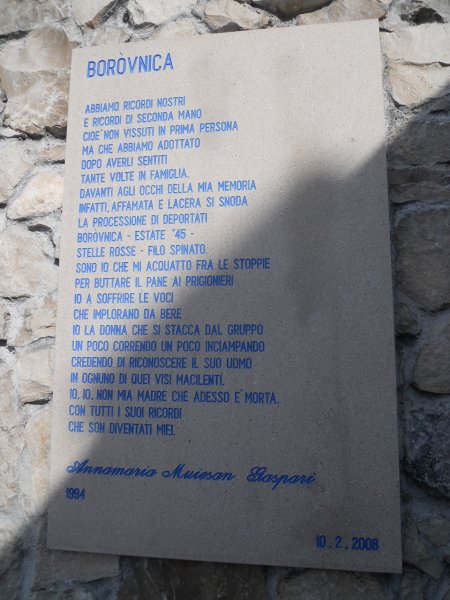 BORÒVNICA
ABBIAMO RICORDI NOSTRI
E RICORDI DI SECONDA MANO
CIOE' NON VISSUTI IN PRIMA PERSONA
MA CHE ABBIAMO ADOTTATO
DOPO AVERLI SENTITI
TANTE VOLTE IN FAMIGLIA.
DAVANTI AGLI OCCHI DELLA MIA MEMORIA
INFATTI, AFFAMATA E LACERA SI SNODA
LA PROCESSIONE DI DEPORTATI
BORÒVNICA - ESTATE '45 -
STELLE ROSSE - FILO SPINATO.
SONO IO CHE MI ACQUATTO FRA LE STOPPIE
PER BUTTARE IL PANE AI PRIGIONIERI
IO A SOFFRIRE LE VOCI
CHE IMPLORANO DA BERE
IO LA DONNA CHE SI STACCA DAL GRUPPO
UN POCO CORRENDO UN POCO INCIAMPANDO
CREDENDO DI RICONOSCERE IL SUO UOMO
IN OGNUNO DI QUEI VISI MACILENTI.
IO, IO, NON MIA MADRE CHE ADESSO E' MORTA.
CON TUTTI I SUOI RICORDI
CHE SON DIVENTATI MIEI.
Annamaria Muiesan Gaspari
1994
10.2.2008